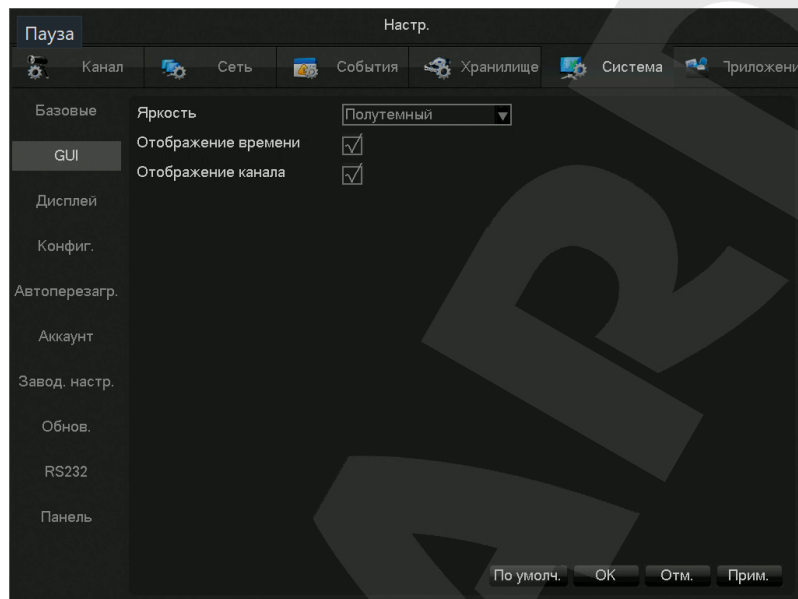 Настр.
Пауза
Канал
Сеть
События
Хранилище
Система
Приложени
Базовые
GUI
Дисплей
Конфиг.
Автоперезагр.
Аккаунт
Завод. настр.
Обнов.
RS232
Панель
Яркость
Полутемный
Отображение времени
Отображение канала
По умолч.
OK
Отм.
Прим.